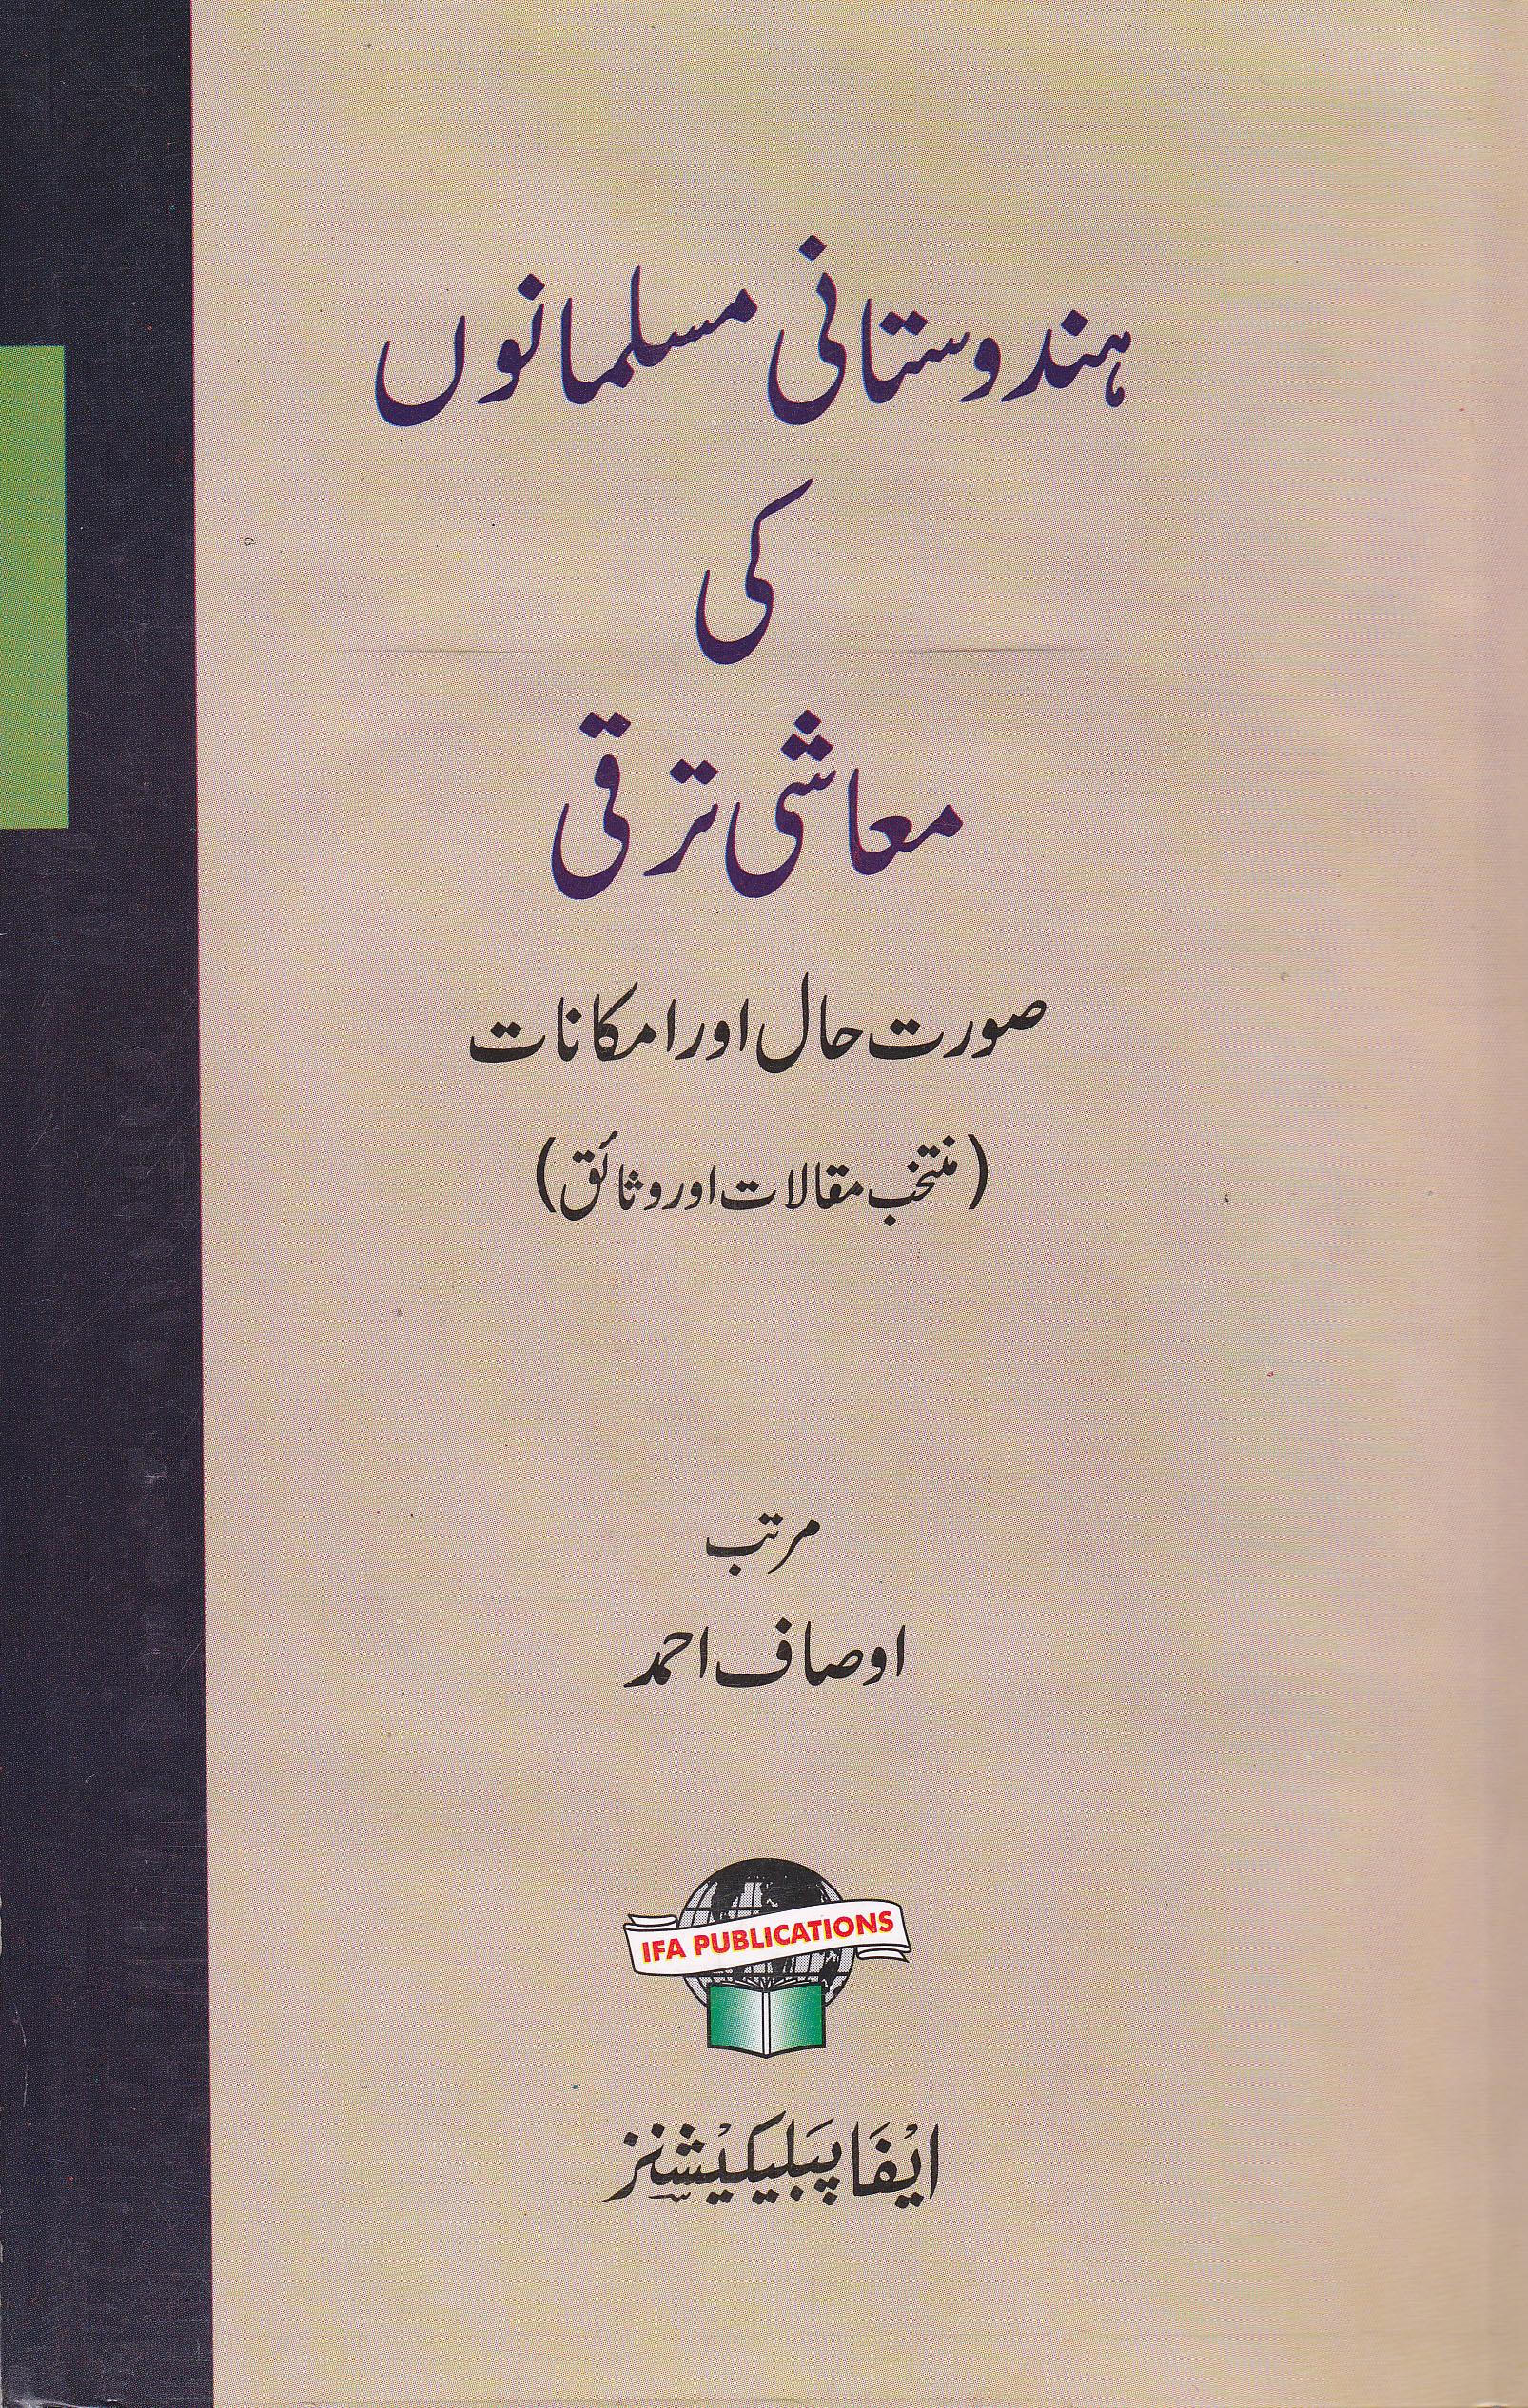 ہندوستانی مسلمانوں
کی
معاشی ترقی
صورت حال اور امکانات
(منتخب مقالات اور وثائق)
مرتب
اوصاف احمد
IFA PUBLICATIONS
ایفا پبلیکیشنز